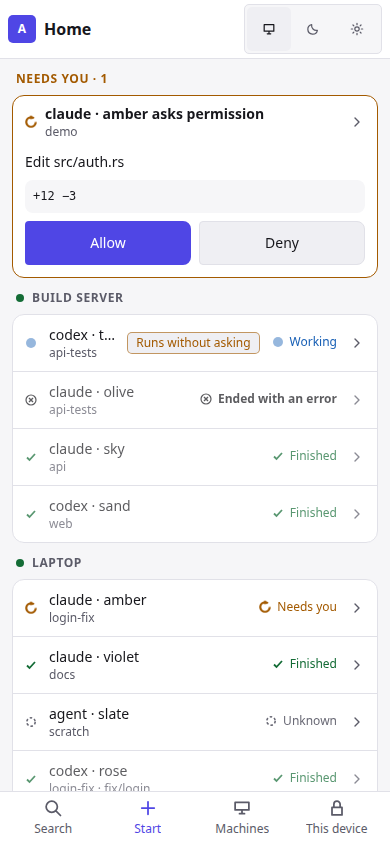 A Home
NEEDS YOU · 1
claude · amber asks permission
demo
Edit src/auth.rs
+12 −3
Allow Deny
BUILD SERVER
codex · t… Runs without asking Working
api-tests
claude · olive Ended with an error
api-tests
claude · sky Finished
api
codex · sand Finished
web
LAPTOP
claude · amber Needs you
login-fix
claude · violet Finished
docs
agent · slate Unknown
scratch
codex · rose Finished
login-fix · fix/login
Search Start Machines This device